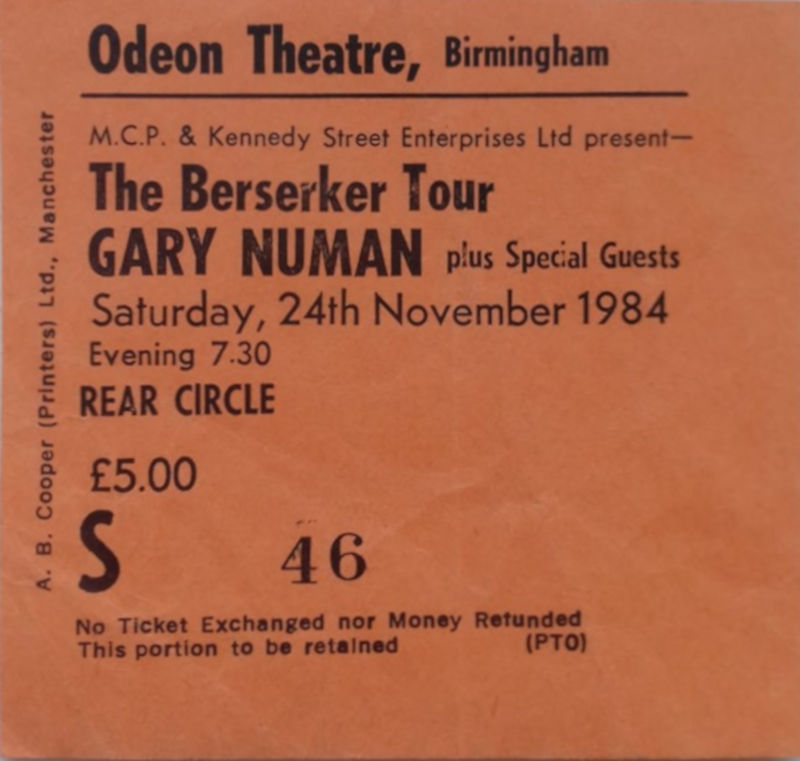 Odeon Theatre, Birmingham
M.C.P. & Kennedy Street Enterprises Ltd present—
The Berserker Tour
GARY NUMAN plus Special Guests
Saturday, 24th November 1984
Evening 7.30
REAR CIRCLE
£5.00
S 46
No Ticket Exchanged nor Money Refunded
This portion to be retained (PTO)
A. B. Cooper (Printers) Ltd., Manchester